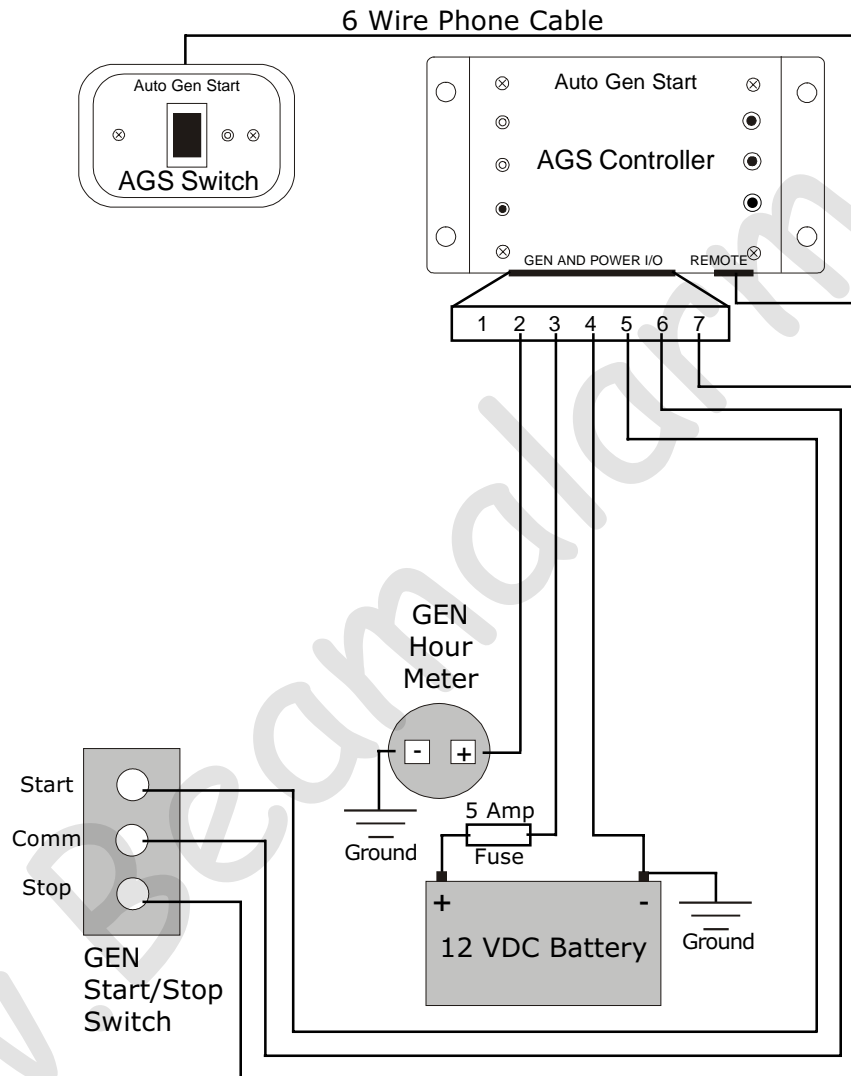 6 Wire Phone Cable
Auto Gen Start
AGS Switch
Auto Gen Start
AGS Controller
GEN AND POWER I/O
REMOTE
1 2 3 4 5 6 7
GEN
Hour
Meter
- +
Ground
5 Amp
Fuse
+ -
12 VDC Battery
Ground
Start
Comm
Stop
GEN
Start/Stop
Switch
. Beamalarm